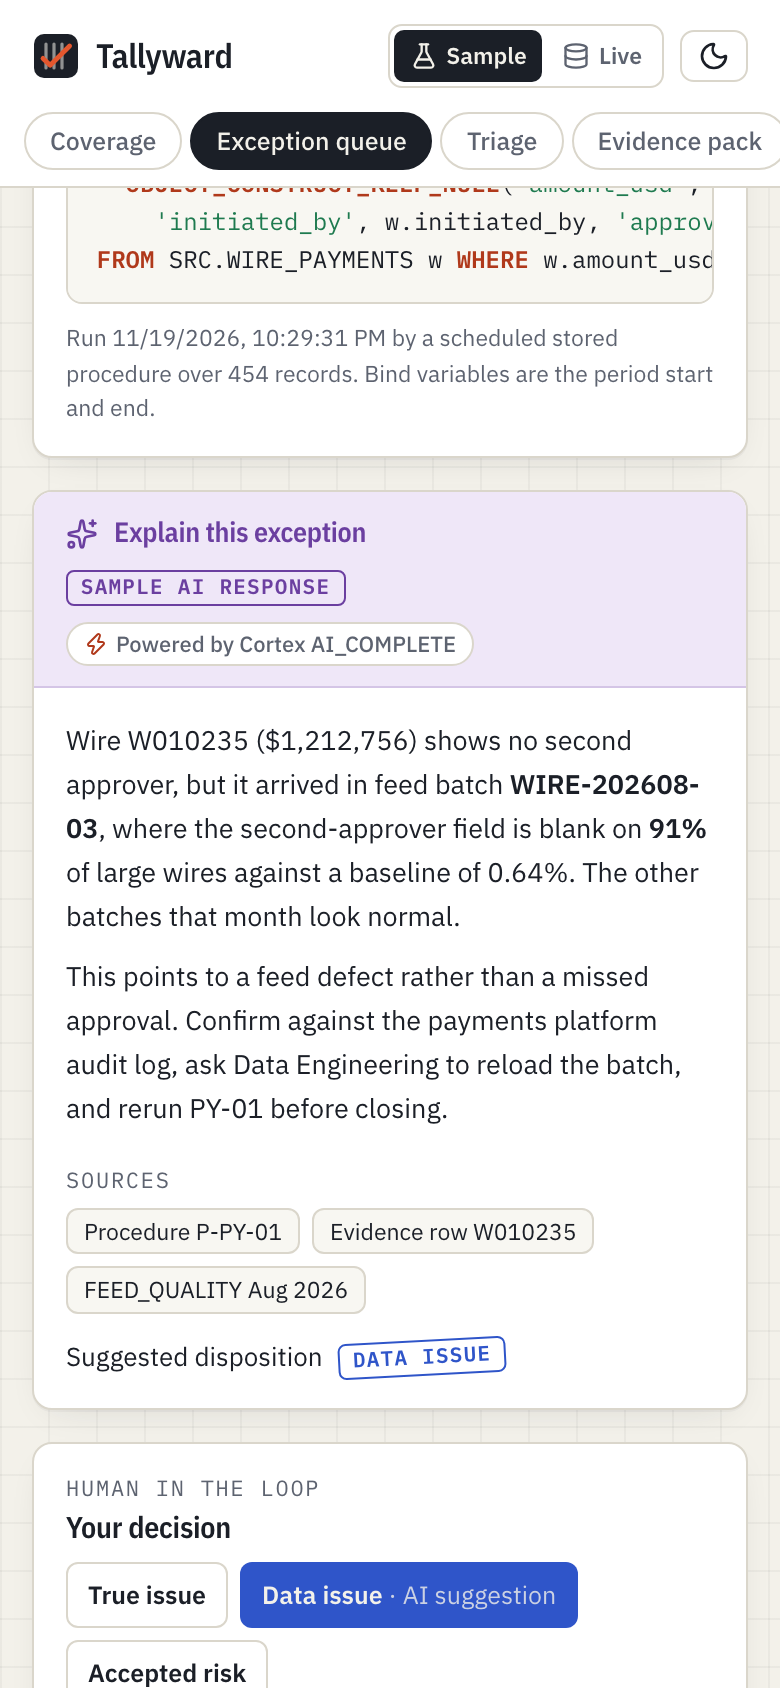 Tallyward
Sample
Live
Coverage
Exception queue
Triage
Evidence pack
OBJECT_CONSTRUCT_KEEP_NULL('amount_usd',
'initiated_by', w.initiated_by, 'approv
FROM SRC.WIRE_PAYMENTS w WHERE w.amount_usd
Run 11/19/2026, 10:29:31 PM by a scheduled stored
procedure over 454 records. Bind variables are the period start
and end.
Explain this exception
SAMPLE AI RESPONSE
Powered by Cortex AI_COMPLETE
Wire W010235 ($1,212,756) shows no second
approver, but it arrived in feed batch WIRE-202608-
03, where the second-approver field is blank on 91%
of large wires against a baseline of 0.64%. The other
batches that month look normal.
This points to a feed defect rather than a missed
approval. Confirm against the payments platform
audit log, ask Data Engineering to reload the batch,
and rerun PY-01 before closing.
SOURCES
Procedure P-PY-01
Evidence row W010235
FEED_QUALITY Aug 2026
Suggested disposition
DATA ISSUE
HUMAN IN THE LOOP
Your decision
True issue
Data issue · AI suggestion
Accepted risk